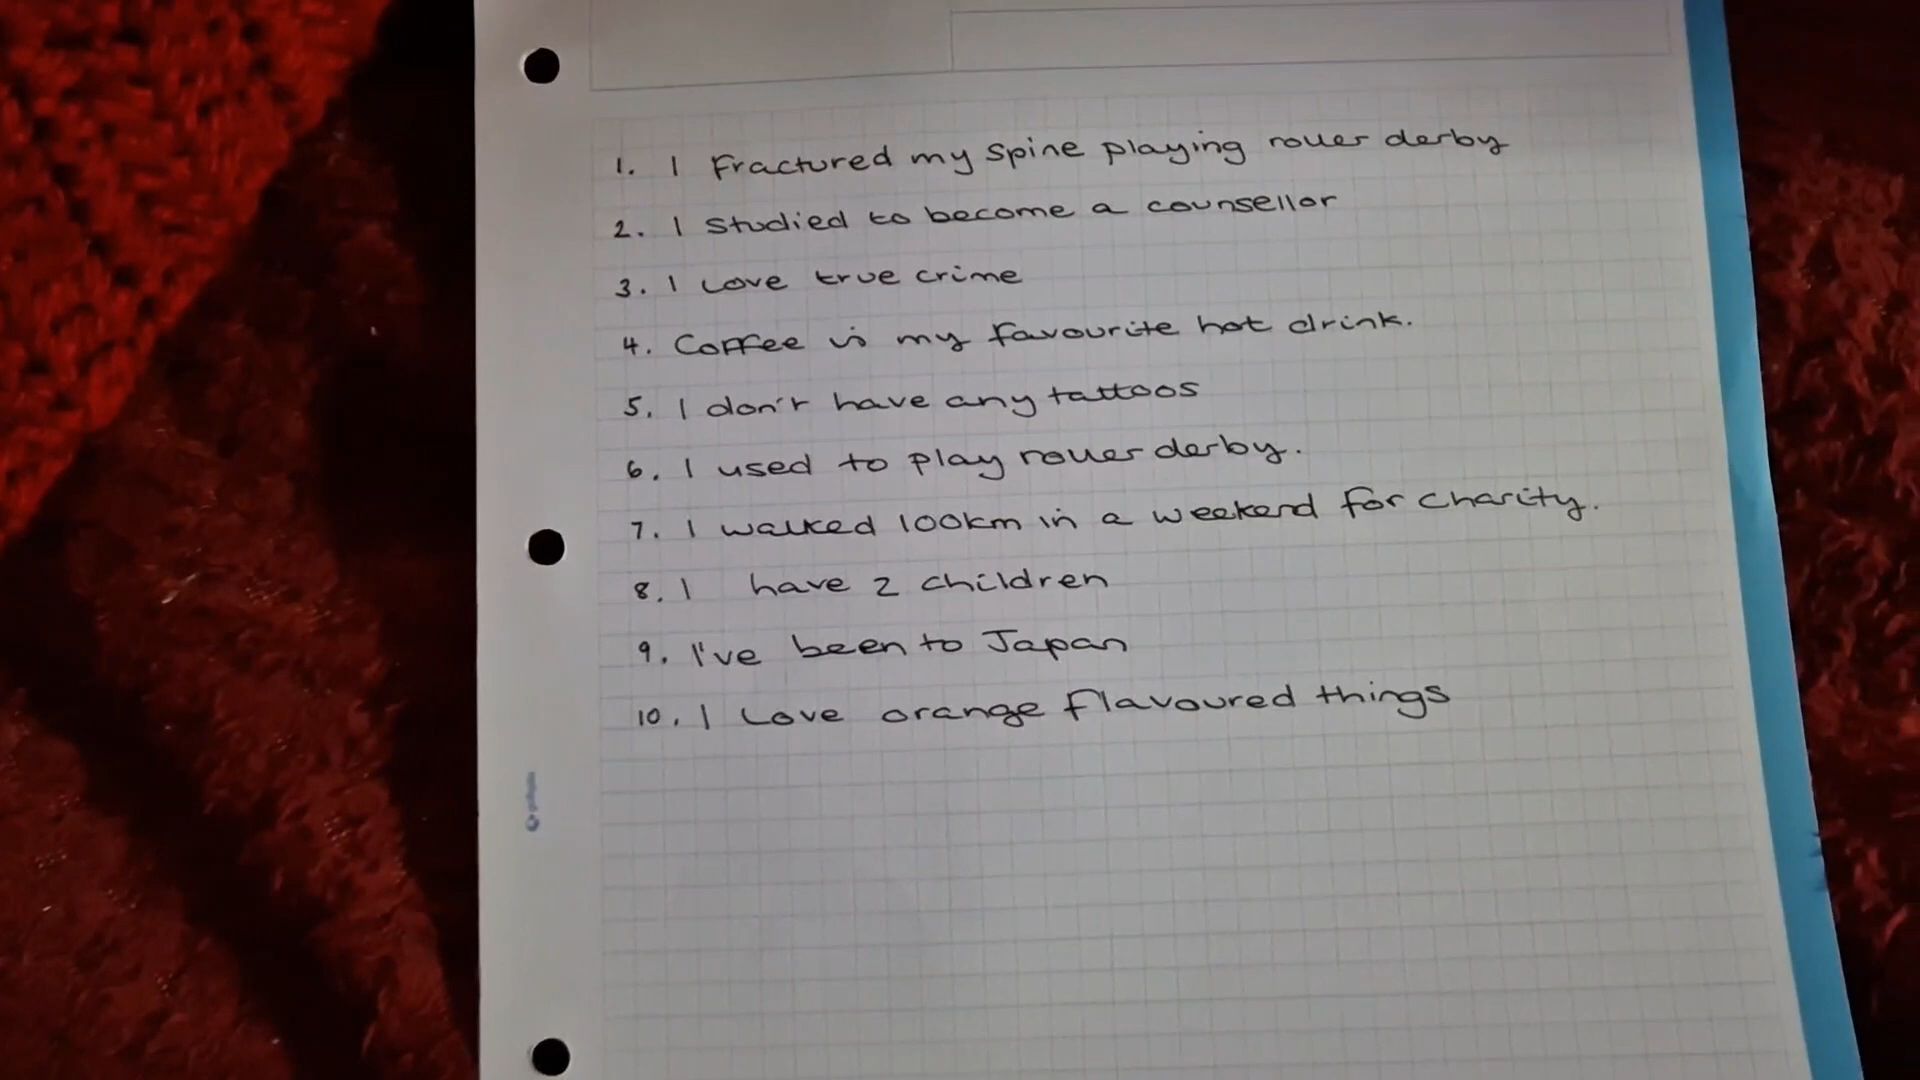 1. I Fractured my spine playing roller derby
2. I studied to become a counsellor
3. I love true crime
4. Coffee is my favourite hot drink.
5. I don't have any tattoos
6. I used to play roller derby.
7. I walked 100km in a weekend for charity.
8. I have 2 children
9. I've been to Japan
10. I love orange flavoured things